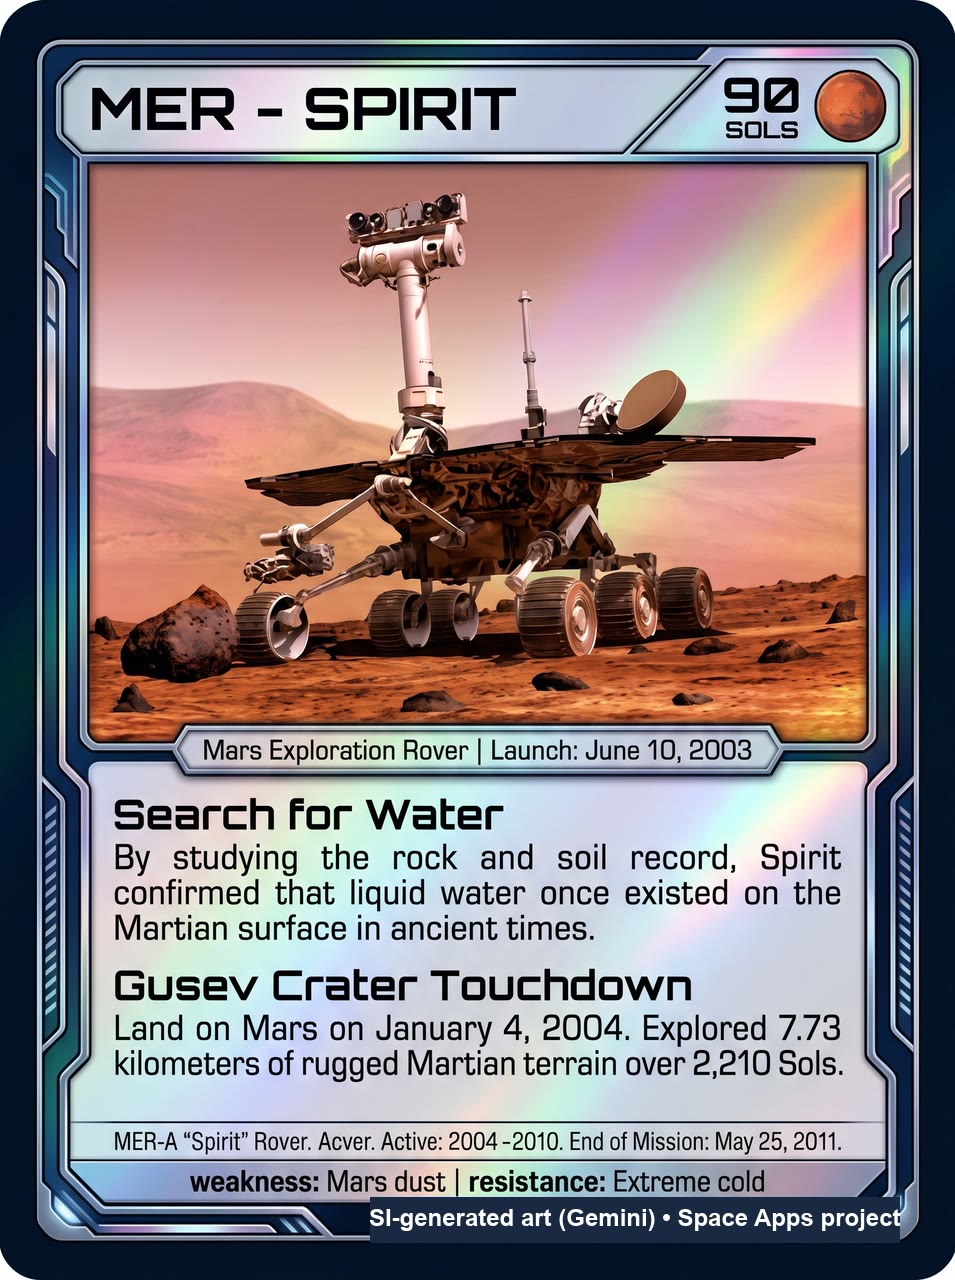 MER - SPIRIT
90
SOLS
Mars Exploration Rover | Launch: June 10, 2003
Search for Water
By studying the rock and soil record, Spirit
confirmed that liquid water once existed on the
Martian surface in ancient times.
Gusev Crater Touchdown
Land on Mars on January 4, 2004. Explored 7.73
kilometers of rugged Martian terrain over 2,210 Sols.
MER-A “Spirit” Rover. Acver. Active: 2004-2010. End of Mission: May 25, 2011.
weakness: Mars dust | resistance: Extreme cold
SI-generated art (Gemini) • Space Apps project